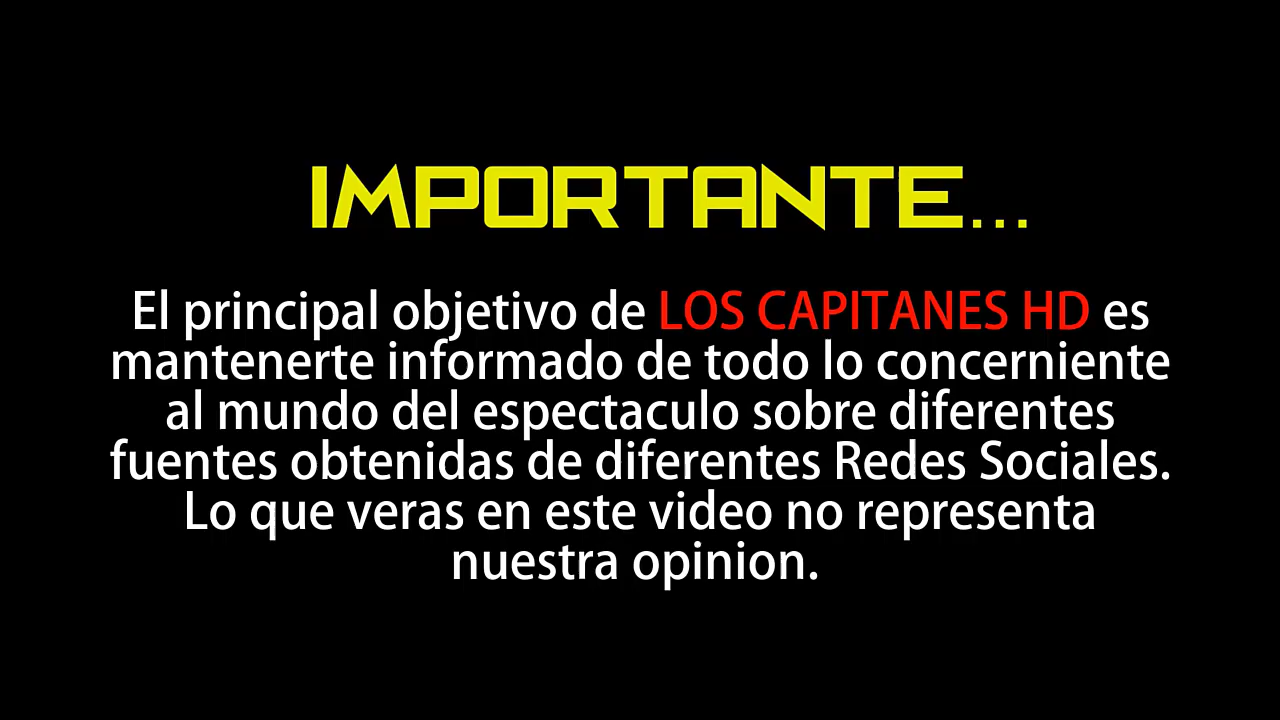 IMPORTANTE...
El principal objetivo de LOS CAPITANES HD es
mantenerte informado de todo lo concerniente
al mundo del espectaculo sobre diferentes
fuentes obtenidas de diferentes Redes Sociales.
Lo que veras en este video no representa
nuestra opinion.